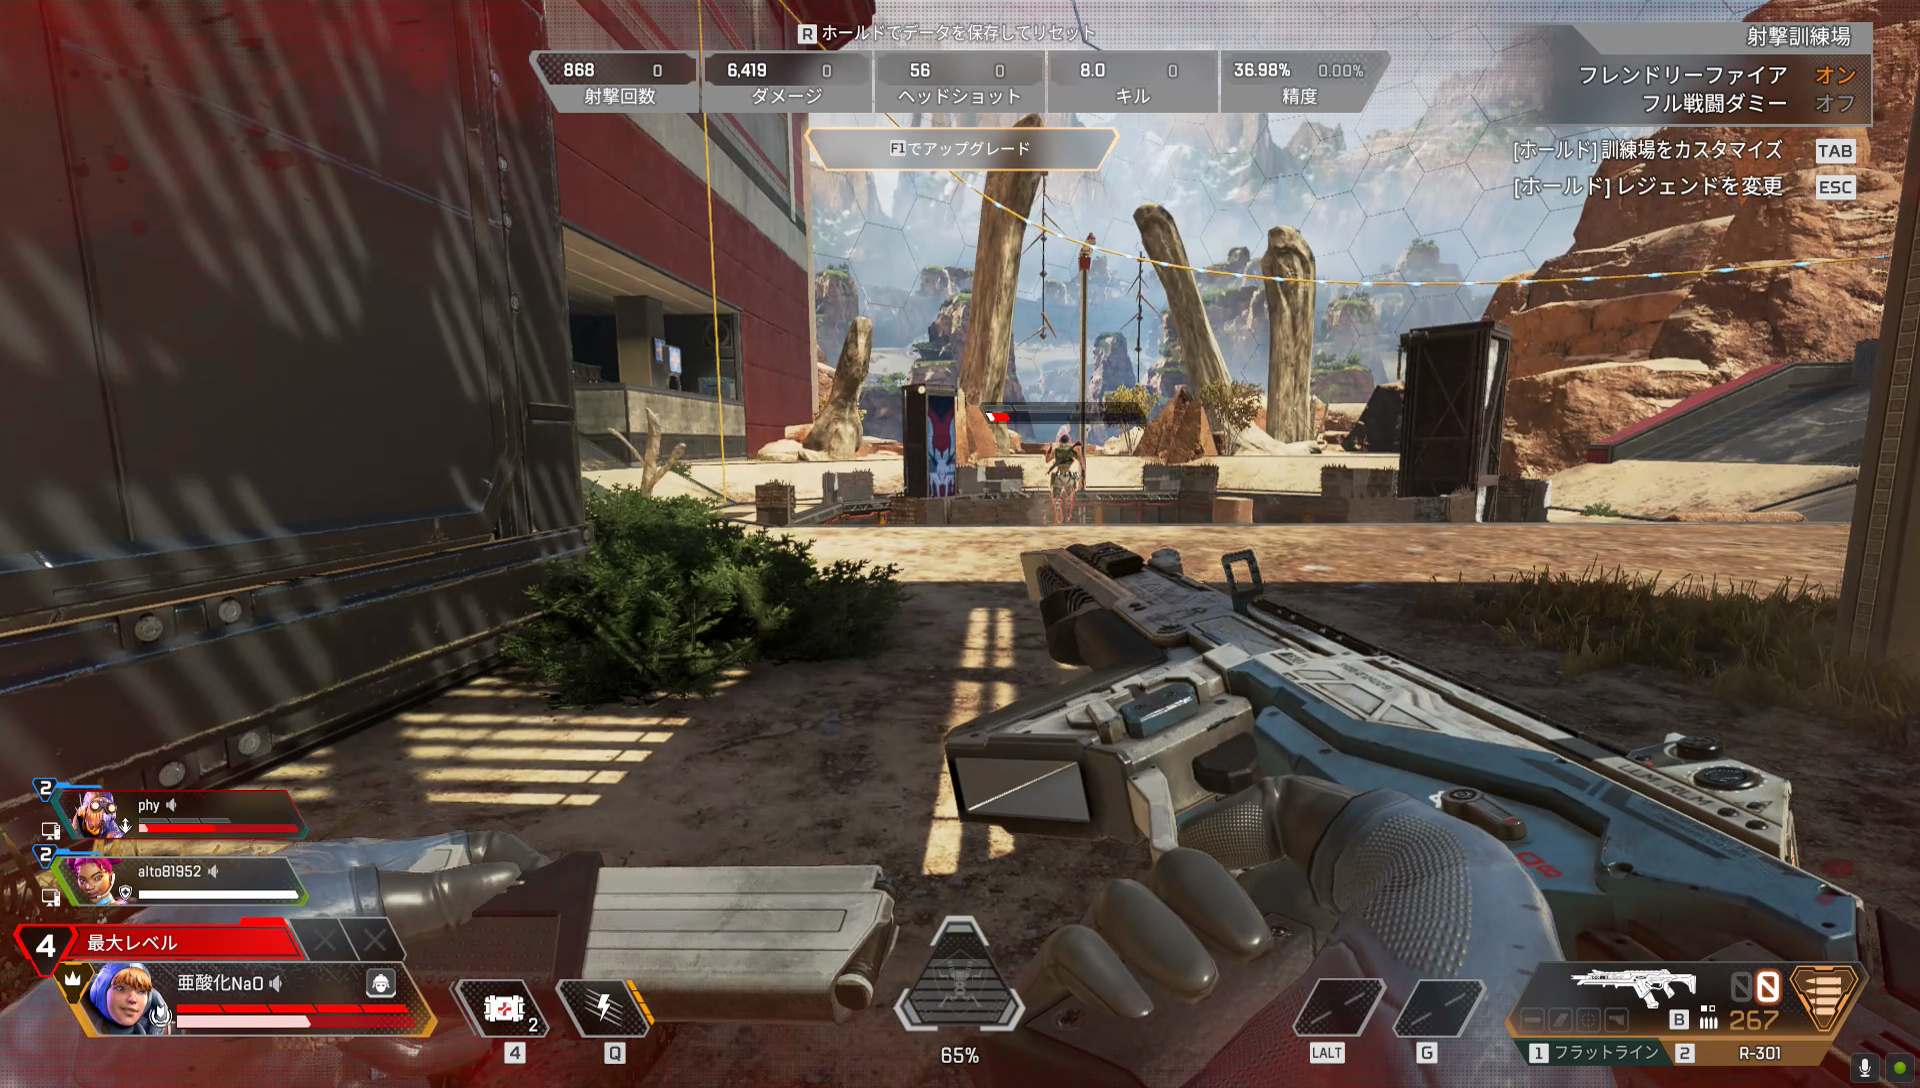 R ホールドでデータを保存してリセット
868 0 6,419 0 56 0 8.0 0 36.98% 0.00%
射撃回数 ダメージ ヘッドショット キル 精度
F1でアップグレード
射撃訓練場
フレンドリーファイア オン
フル戦闘ダミー オフ
[ホールド]訓練場をカスタマイズ TAB
[ホールド]レジェンドを変更 ESC
2
phy
2
alto81952
4 最大レベル
亜酸化NaO
2
4 Q
65%
LALT G
0
B 267
1 フラットライン 2 R-301